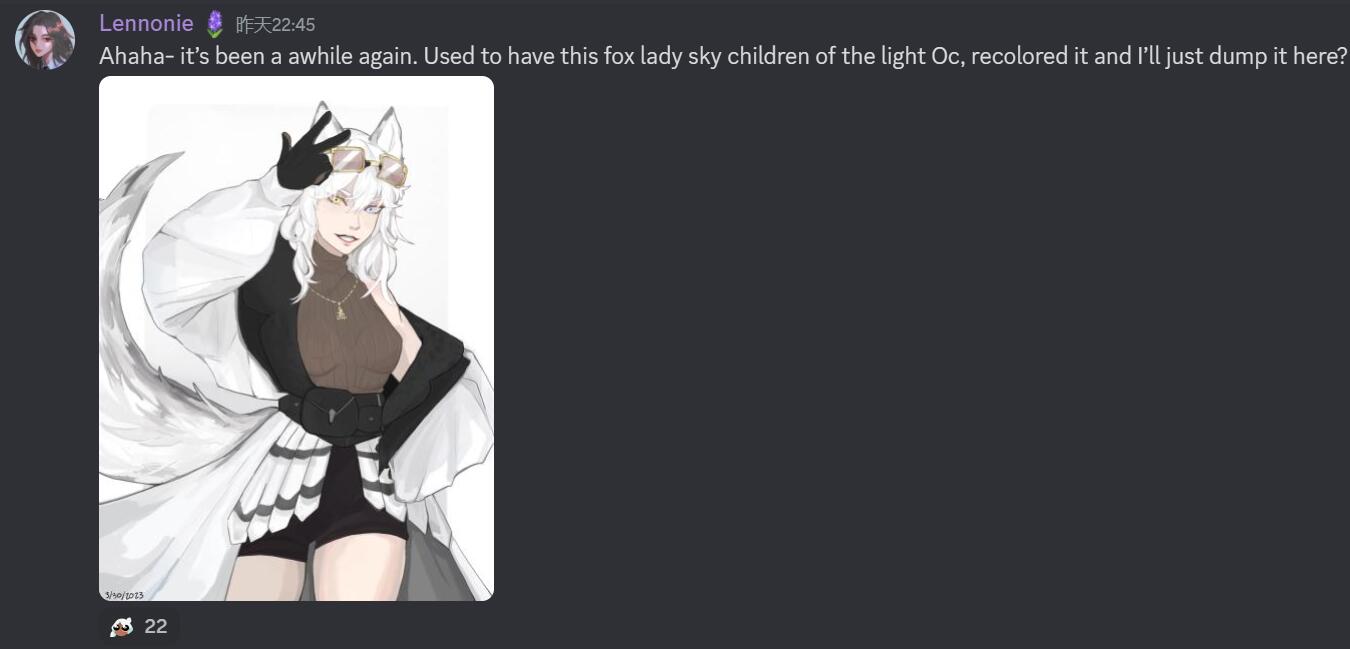 Lennonie 昨天22:45
Ahaha- it’s been a awhile again. Used to have this fox lady sky children of the light Oc, recolored it and I’ll just dump it here?
3/30/2023
22